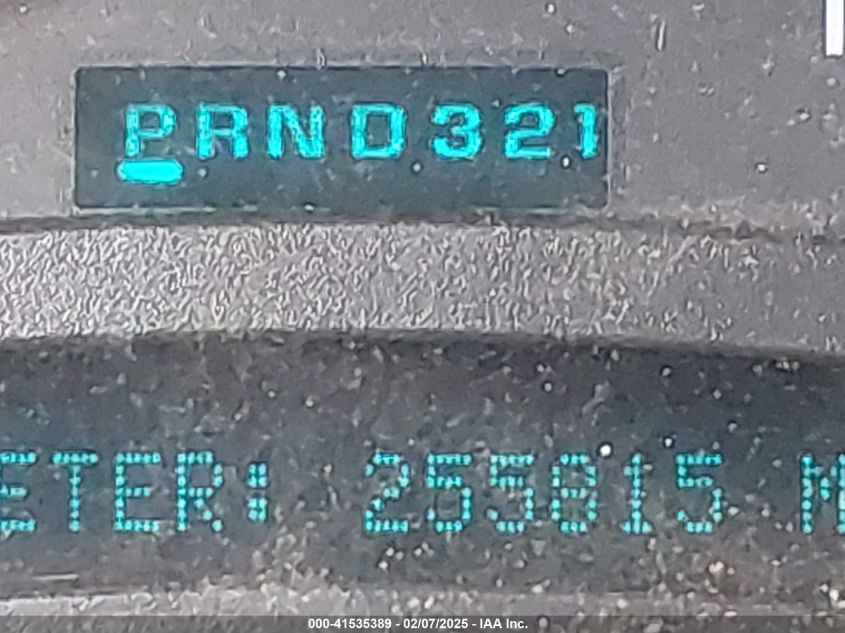 PRND321
ETER: 255815 M
000-41535389 - 02/07/2025 - IAA Inc.